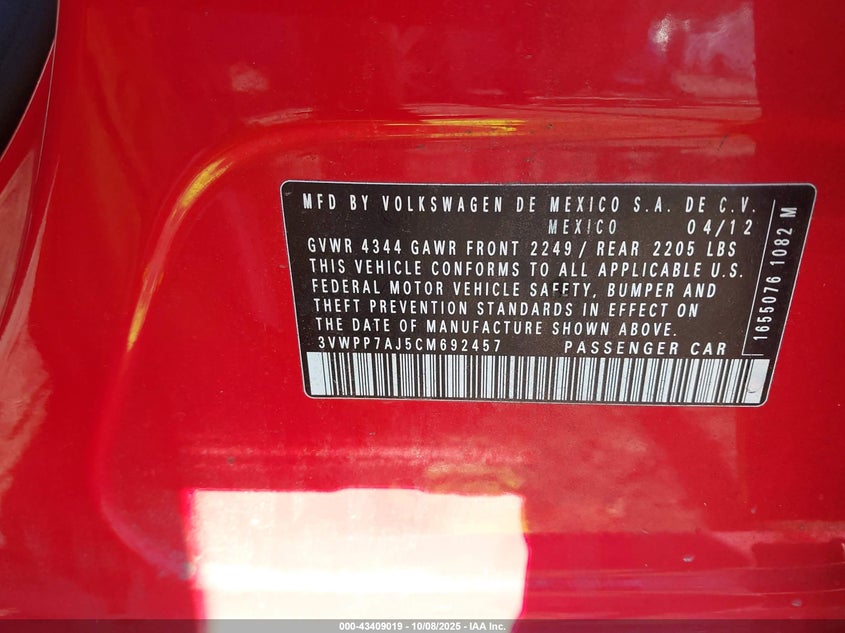 MFD BY VOLKSWAGEN DE MEXICO S.A. DE C.V.
MEXICO 04/12
GVWR 4344 GAWR FRONT 2249 / REAR 2205 LBS
THIS VEHICLE CONFORMS TO ALL APPLICABLE U.S.
FEDERAL MOTOR VEHICLE SAFETY, BUMPER AND
THEFT PREVENTION STANDARDS IN EFFECT ON
THE DATE OF MANUFACTURE SHOWN ABOVE.
3VWPP7AJ5CM692457 PASSENGER CAR
1655076 1082 M
000-43409019 - 10/08/2025 - IAA Inc.